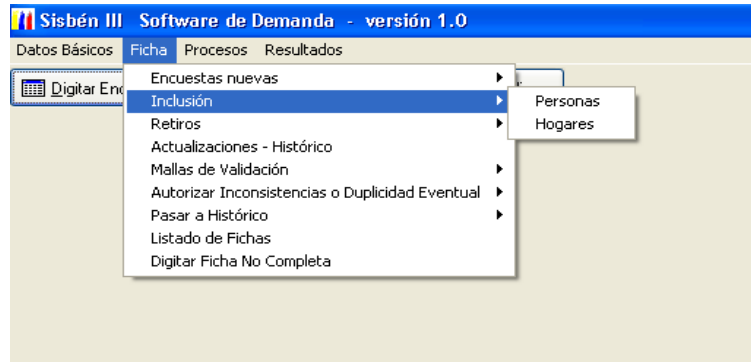 Sisbén III Software de Demanda - versión 1.0
Datos Básicos Ficha Procesos Resultados
Digitar Enc
Encuestas nuevas
Inclusión
Retiros
Actualizaciones - Histórico
Mallas de Validación
Autorizar Inconsistencias o Duplicidad Eventual
Pasar a Histórico
Listado de Fichas
Digitar Ficha No Completa
Personas
Hogares